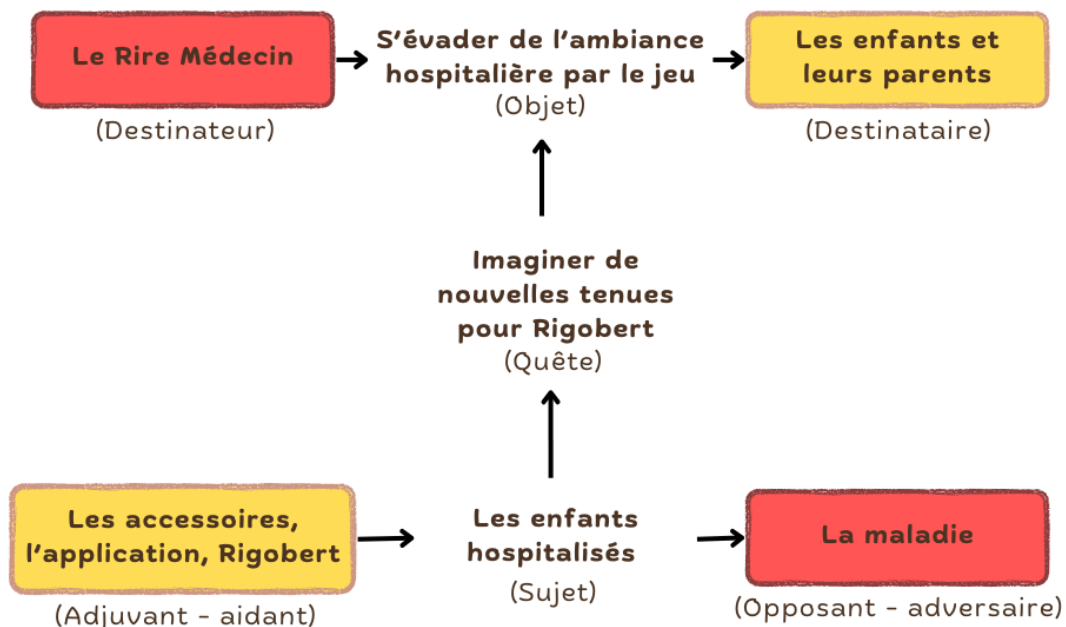 Le Rire Médecin
(Destinateur)
S'évader de l'ambiance
hospitalière par le jeu
(Objet)
Les enfants et
leurs parents
(Destinataire)
Imaginer de
nouvelles tenues
pour Rigobert
(Quête)
Les accessoires,
l'application, Rigobert
(Adjuvant - aidant)
Les enfants
hospitalisés
(Sujet)
La maladie
(Opposant - adversaire)